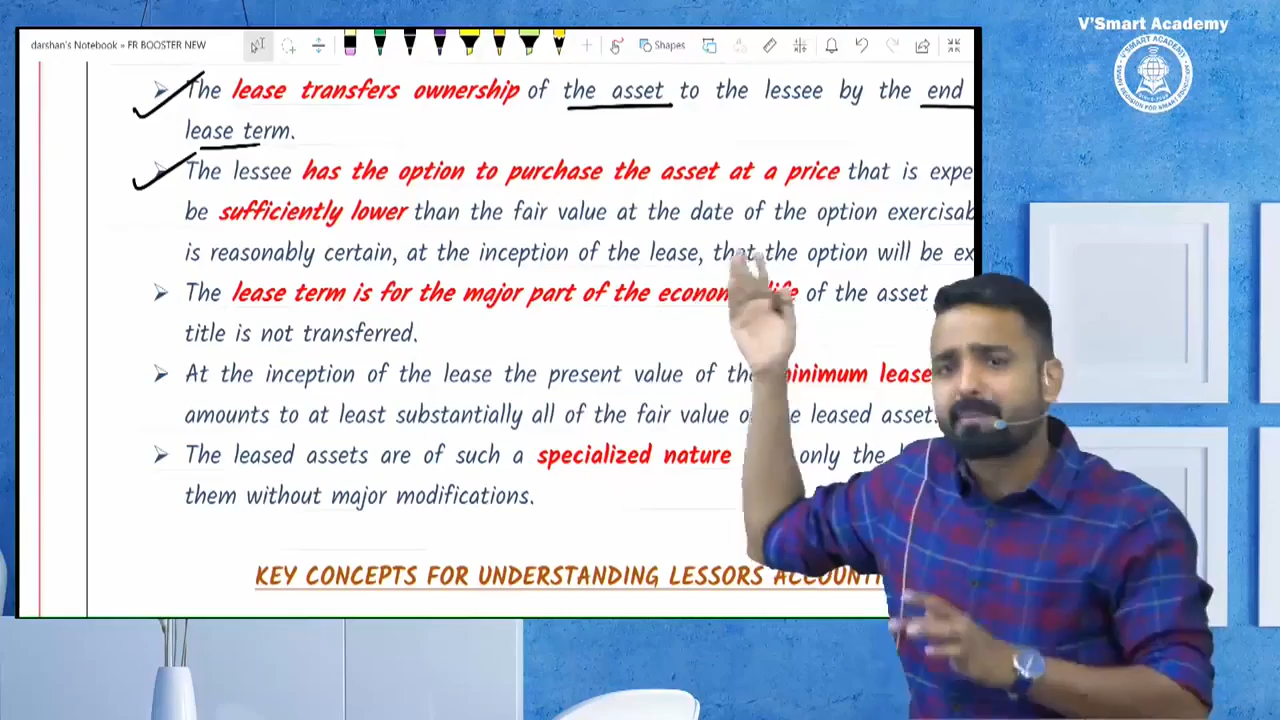 V'Smart Academy
darshan's Notebook » FR BOOSTER NEW
Shapes
The lease transfers ownership of the asset to the lessee by the end
lease term.
The lessee has the option to purchase the asset at a price that is
be sufficiently lower than the fair value at the date of the option
is reasonably certain, at the inception of the lease, that the option will be
The lease term is for the major part of the of the asset
title is not transferred.
At the inception of the lease the present value of the minimum lease
amounts to at least substantially all of the fair value leased asset.
The leased assets are of such a specialized nature only the
them without major modifications.
KEY CONCEPTS FOR UNDERSTANDING LESSORS